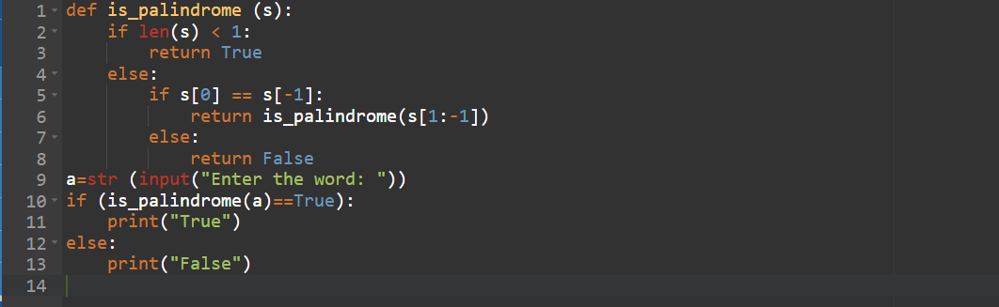 1 def is_palindrome (s):
2     if len(s) < 1:
3         return True
4     else:
5         if s[0] == s[-1]:
6             return is_palindrome(s[1:-1])
7         else:
8             return False
9 a=str (input("Enter the word: "))
10 if (is_palindrome(a)==True):
11     print("True")
12 else:
13     print("False")
14